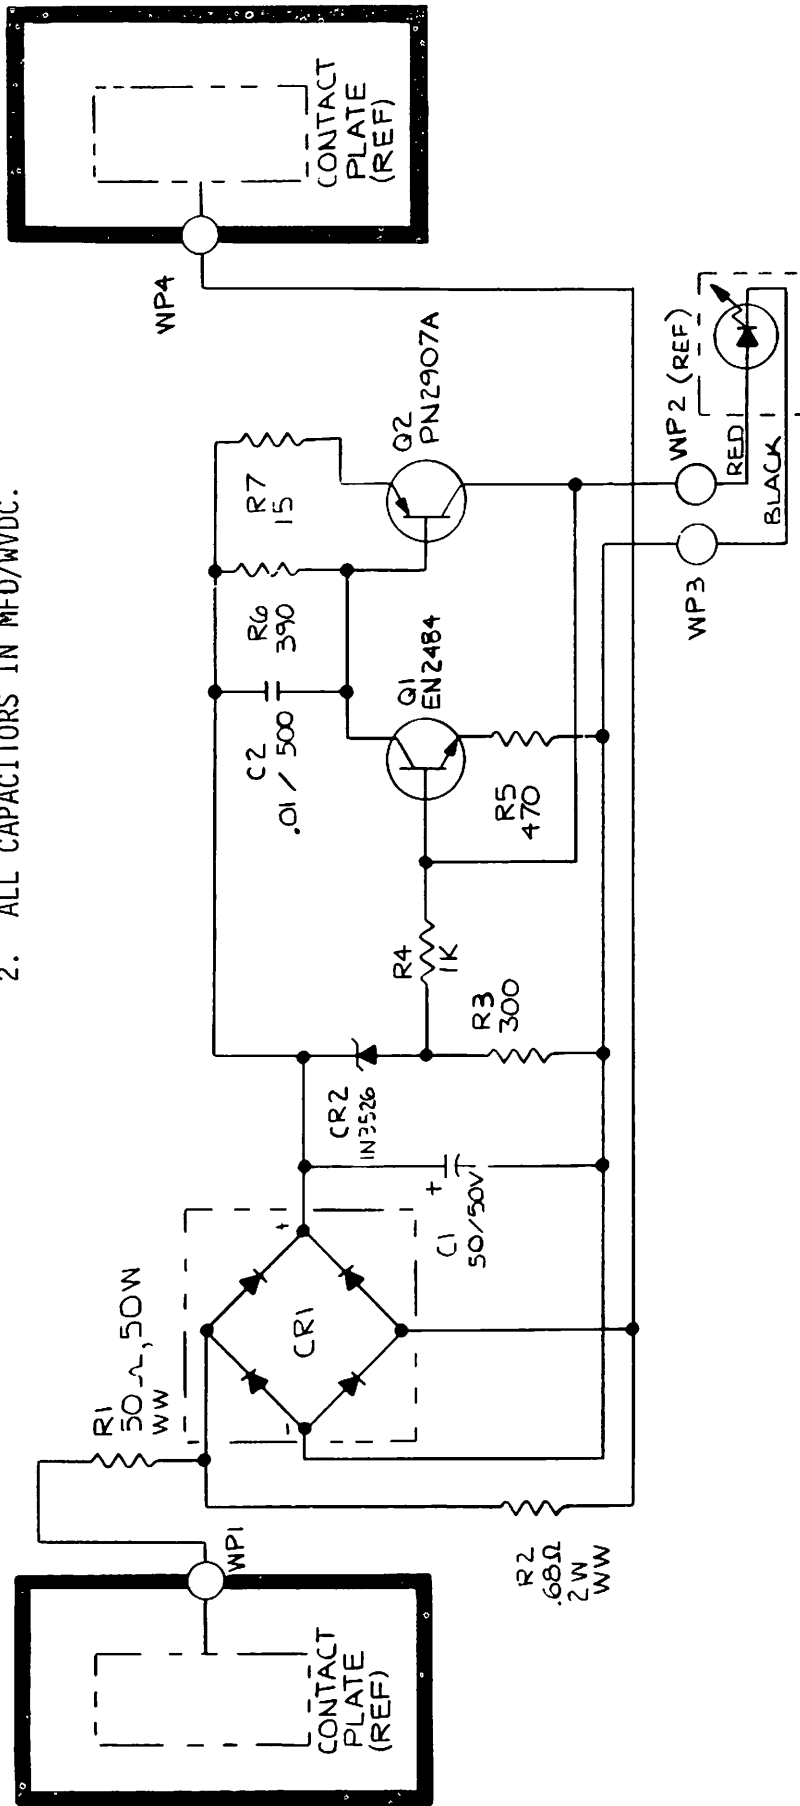 2. ALL CAPACITORS IN MFD/WVDC.
CONTACT
PLATE
(REF)
WP1
R1
50Ω, 50W
WW
R2
.68Ω
2W
WW
CR1
-
+
C1
50/50V
+
CR2
1N3526
R3
300
R4
1K
C2
.01/500
R6
390
R7
15
Q1
EN2484
R5
470
Q2
PN2907A
WP4
CONTACT
PLATE
(REF)
WP3
WP2 (REF)
RED
BLACK